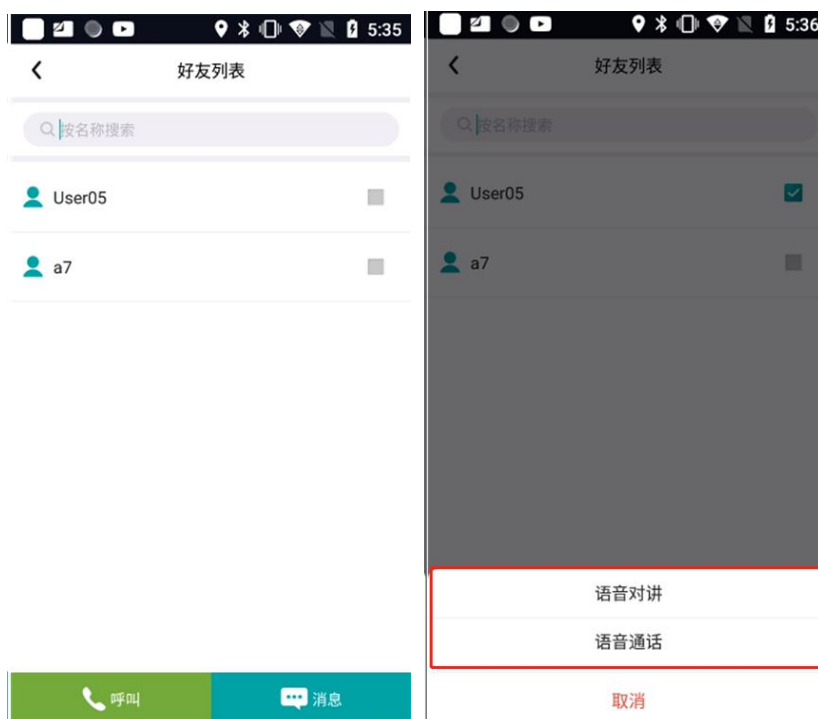 5:35
好友列表
按名称搜索
User05
a7
呼叫
消息
5:36
好友列表
按名称搜索
User05
a7
语音对讲
语音通话
取消